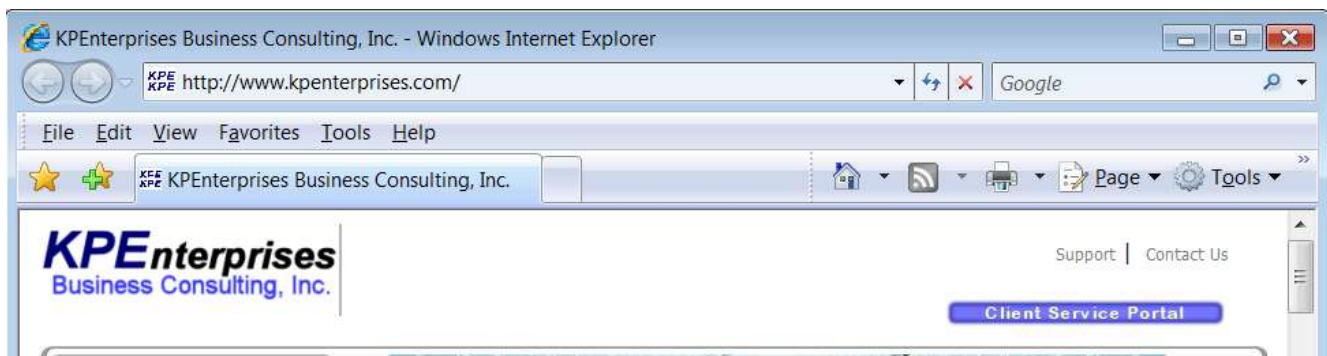 KPEnterprises Business Consulting, Inc. - Windows Internet Explorer
KPE KPE http://www.kpenterprises.com/ Google
File Edit View Favorites Tools Help
KPE KPE KPEnterprises Business Consulting, Inc. Page Tools »
KPEnterprises
Business Consulting, Inc.
Support | Contact Us
Client Service Portal